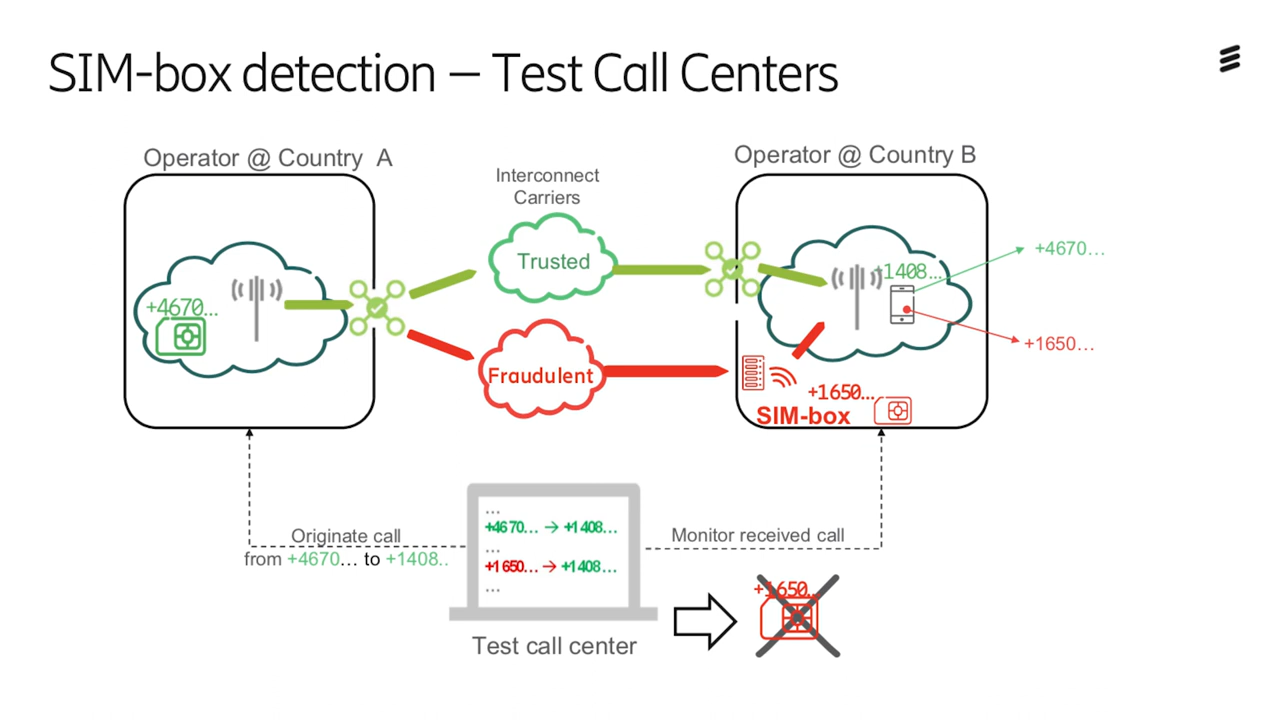 SIM-box detection – Test Call Centers
Operator @ Country A
Interconnect
Carriers
Operator @ Country B
Trusted
+4670...
+1408...
+4670...
Fraudulent
+1650...
+1650...
SIM-box
Originate call
from +4670... to +1408..
...
+4670... → +1408...
...
+1650... → +1408...
...
Monitor received call
+1650..
Test call center